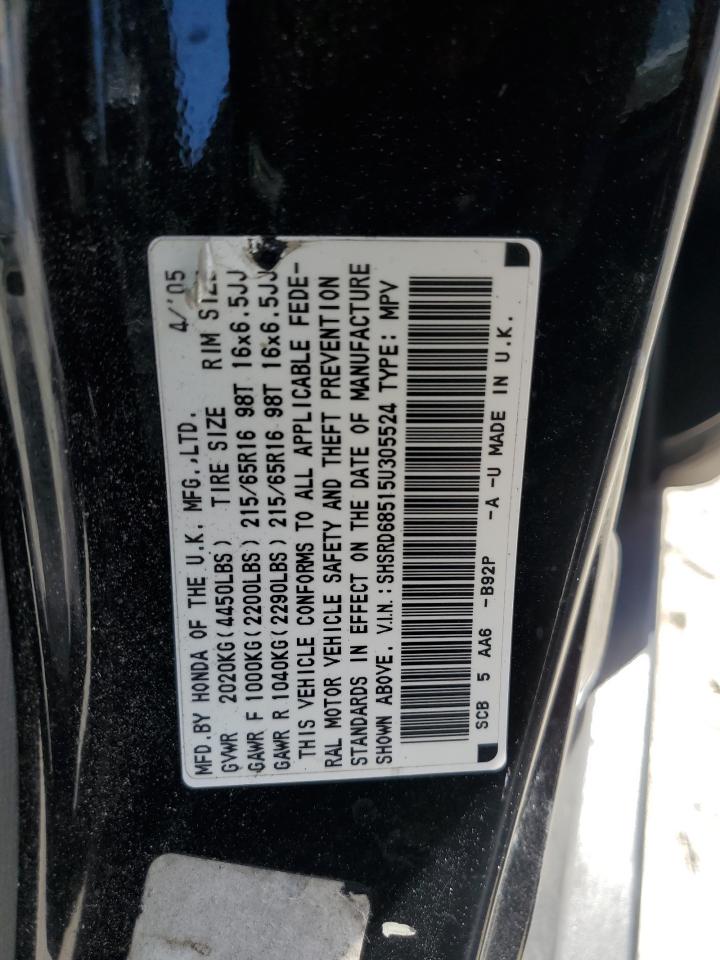 MFD.BY HONDA OF THE U.K. MFG.,LTD. 4/'05
GVWR 2020KG(4450LBS) TIRE SIZE RIM SIZE
GAWR F 1000KG(2200LBS) 215/65R16 98T 16x6.5JJ
GAWR R 1040KG(2290LBS) 215/65R16 98T 16x6.5JJ
THIS VEHICLE CONFORMS TO ALL APPLICABLE FEDE-
RAL MOTOR VEHICLE SAFETY AND THEFT PREVENTION
STANDARDS IN EFFECT ON THE DATE OF MANUFACTURE
SHOWN ABOVE. V.I.N.:SHSRD68515U305524 TYPE: MPV
SCB 5 AA6 -B92P -A -U MADE IN U.K.